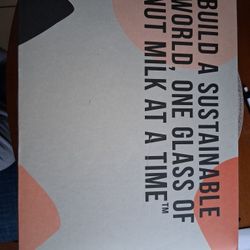 BUILD A SUSTAINABLE
WORLD, ONE GLASS OF
NUT MILK AT A TIME™